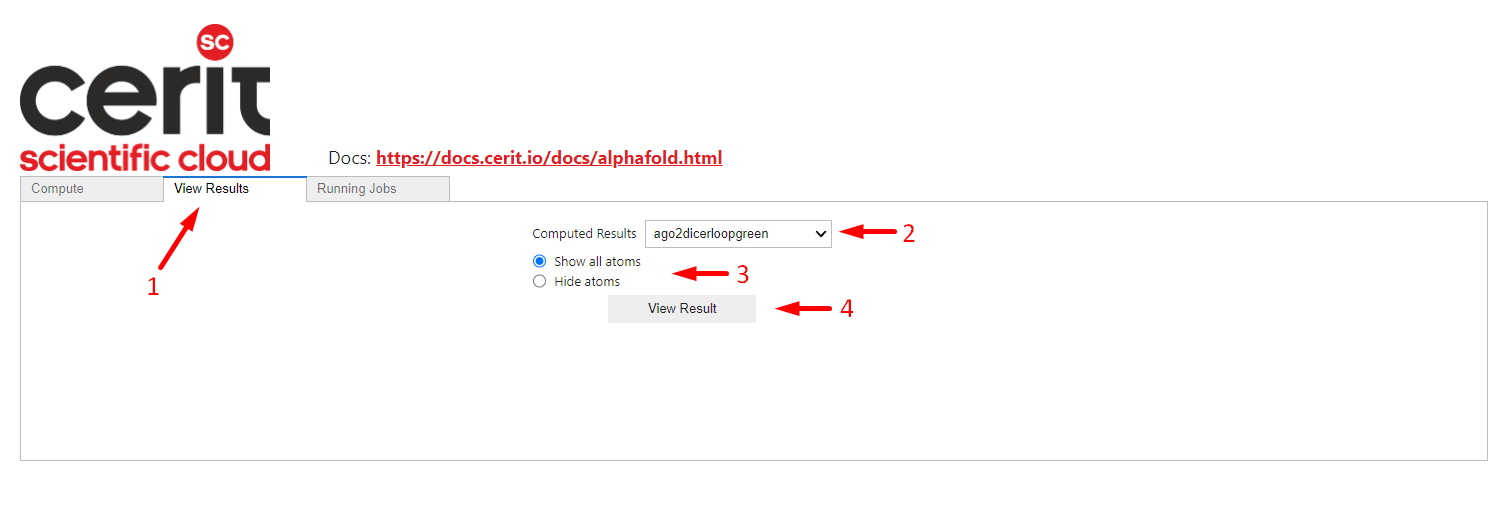 sc
cerit
scientific cloud
Docs: https://docs.cerit.io/docs/alphafold.html
Compute View Results Running Jobs
Computed Results ago2dicerloopgreen 2
Show all atoms
3
Hide atoms
1
View Result 4